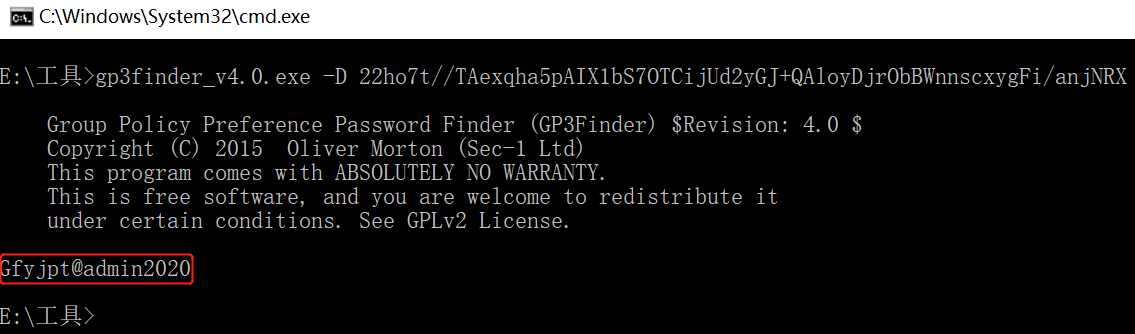 C:\Windows\System32\cmd.exe
E:\工具>gp3finder_v4.0.exe -D 22ho7t//TAexqha5pAIX1bS7OTCijUd2yGJ+QAloyDjrObBWnnscxygFi/anjNRX
Group Policy Preference Password Finder (GP3Finder) $Revision: 4.0 $
Copyright (C) 2015  Oliver Morton (Sec-1 Ltd)
This program comes with ABSOLUTELY NO WARRANTY.
This is free software, and you are welcome to redistribute it
under certain conditions. See GPLv2 License.
Gfyjpt@admin2020
E:\工具>